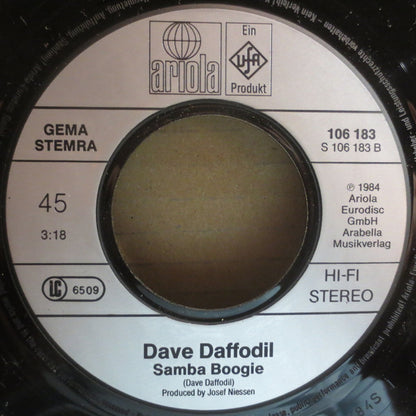 ariola
Ein
UFA
Produkt
GEMA
STEMRA
106 183
S 106 183 B
45
3:18
℗ 1984
Ariola
Eurodisc
GmbH
Arabella
Musikverlag
LC 6509
HI-FI
STEREO
Dave Daffodil
Samba Boogie
(Dave Daffodil)
Produced by Josef Niessen